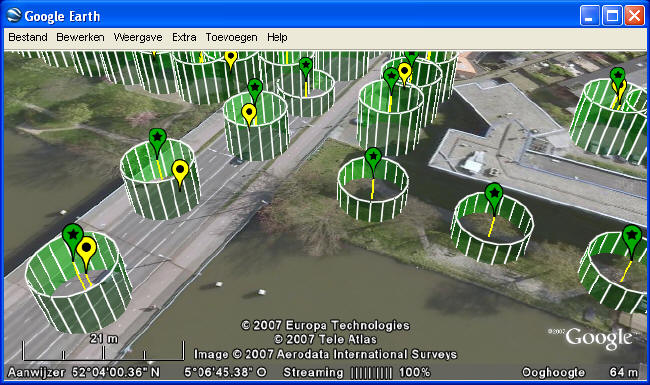 Google Earth
Bestand Bewerken Weergave Extra Toevoegen Help
© 2007 Europa Technologies
© 2007 Tele Atlas
Image © 2007 Aerodata International Surveys
21 m
©2007 Google™
Aanwijzer 52°04'00.36" N 5°06'45.38" O Streaming |||||||||| 100% Ooghoogte 64 m